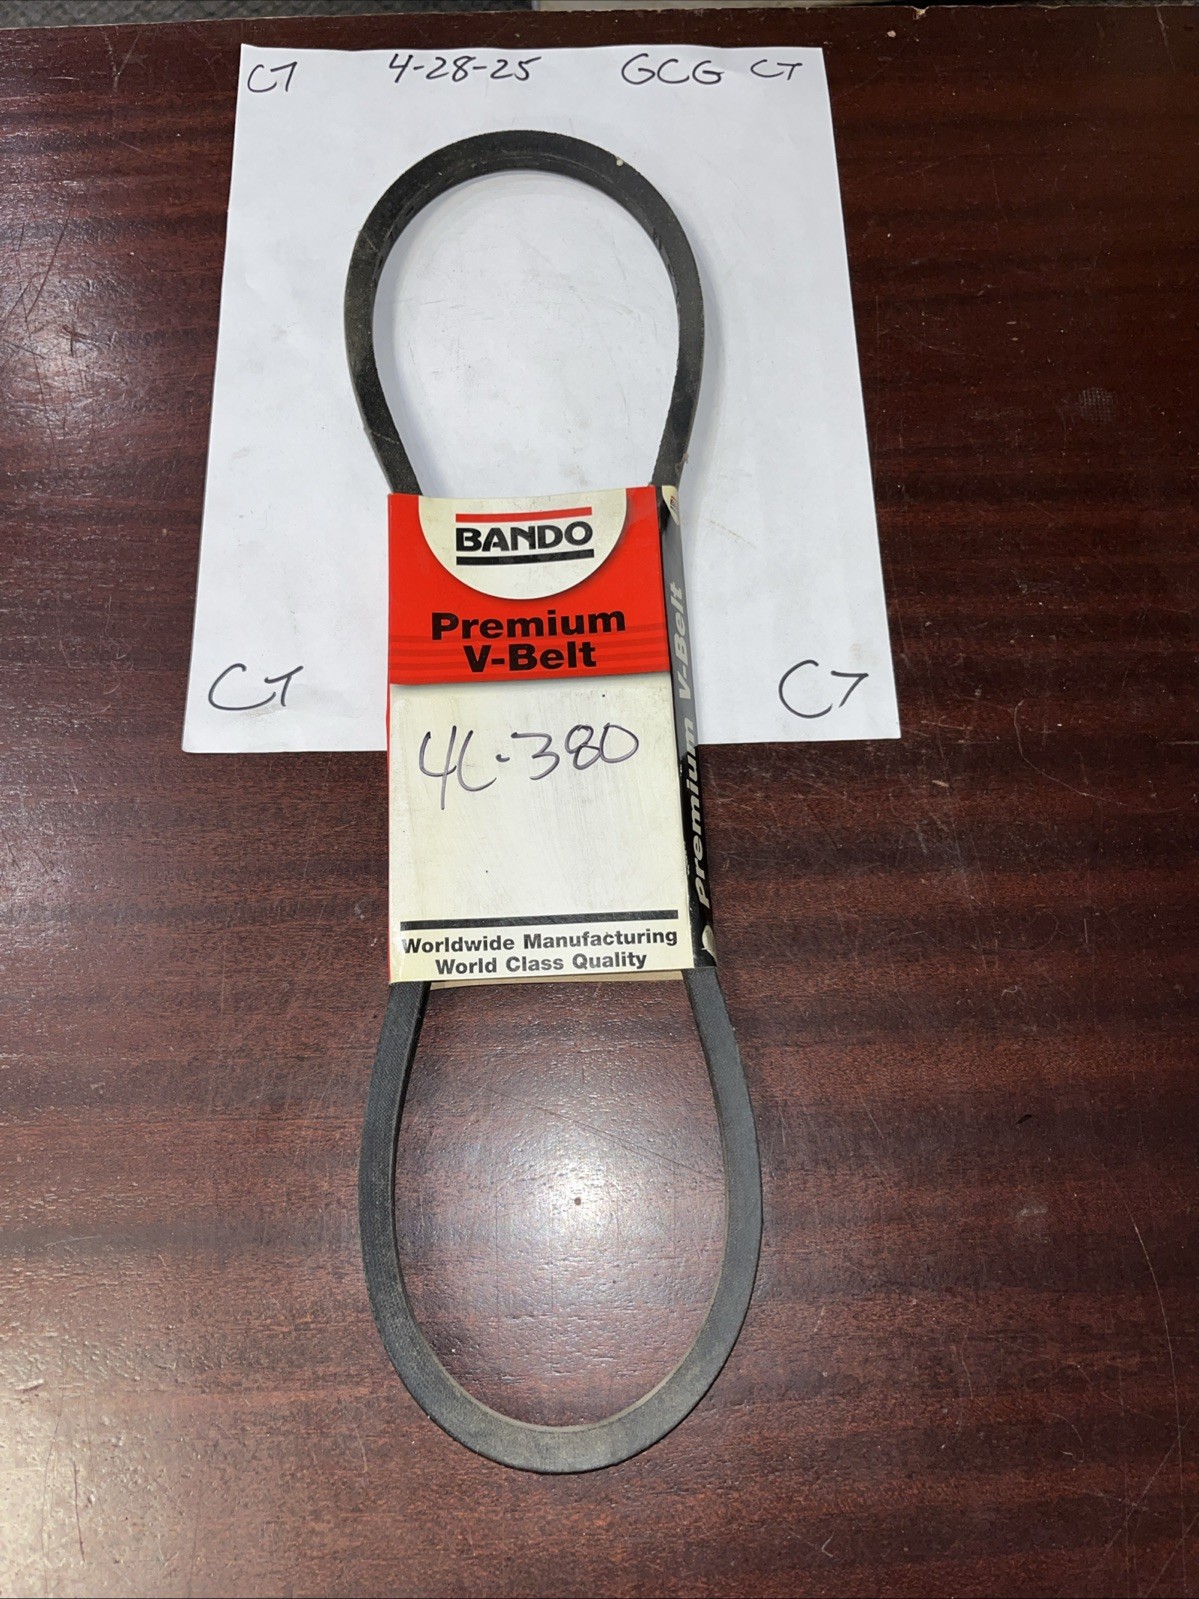 CT 4-28-25 GCG CT
BANDO
Premium
V-Belt
Premium V-Belt
CT
CT
4L-380
Worldwide Manufacturing
World Class Quality